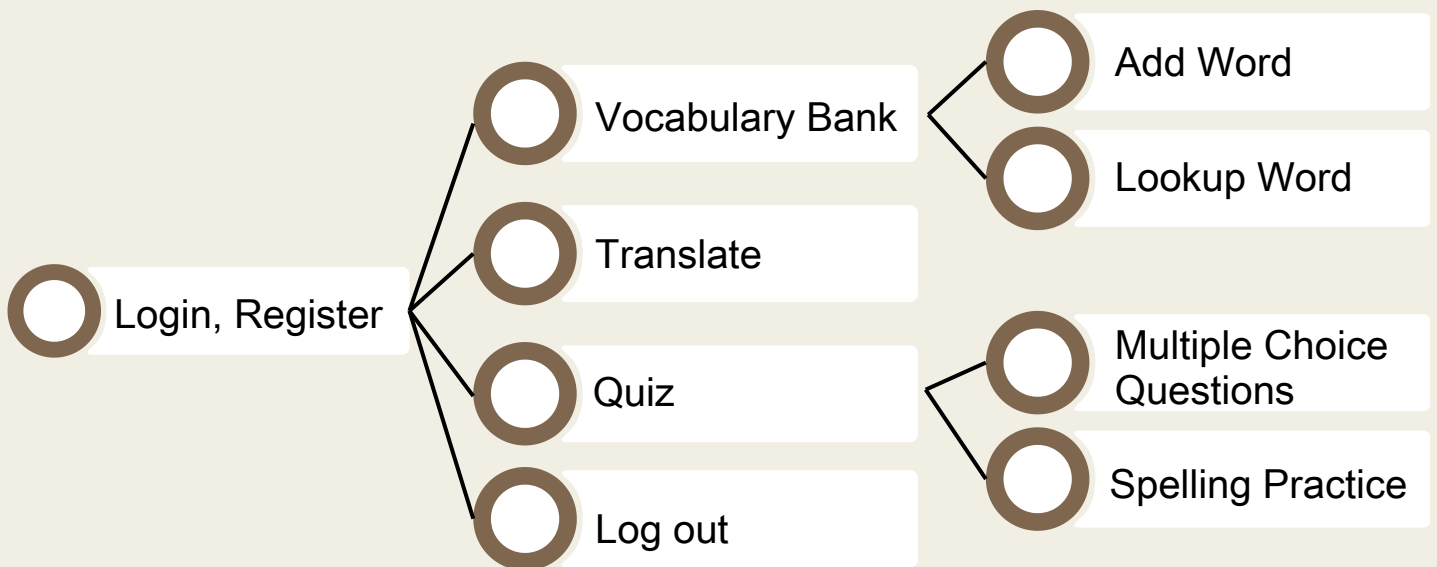 Login, Register
Vocabulary Bank
Add Word
Lookup Word
Translate
Quiz
Multiple Choice
Questions
Spelling Practice
Log out